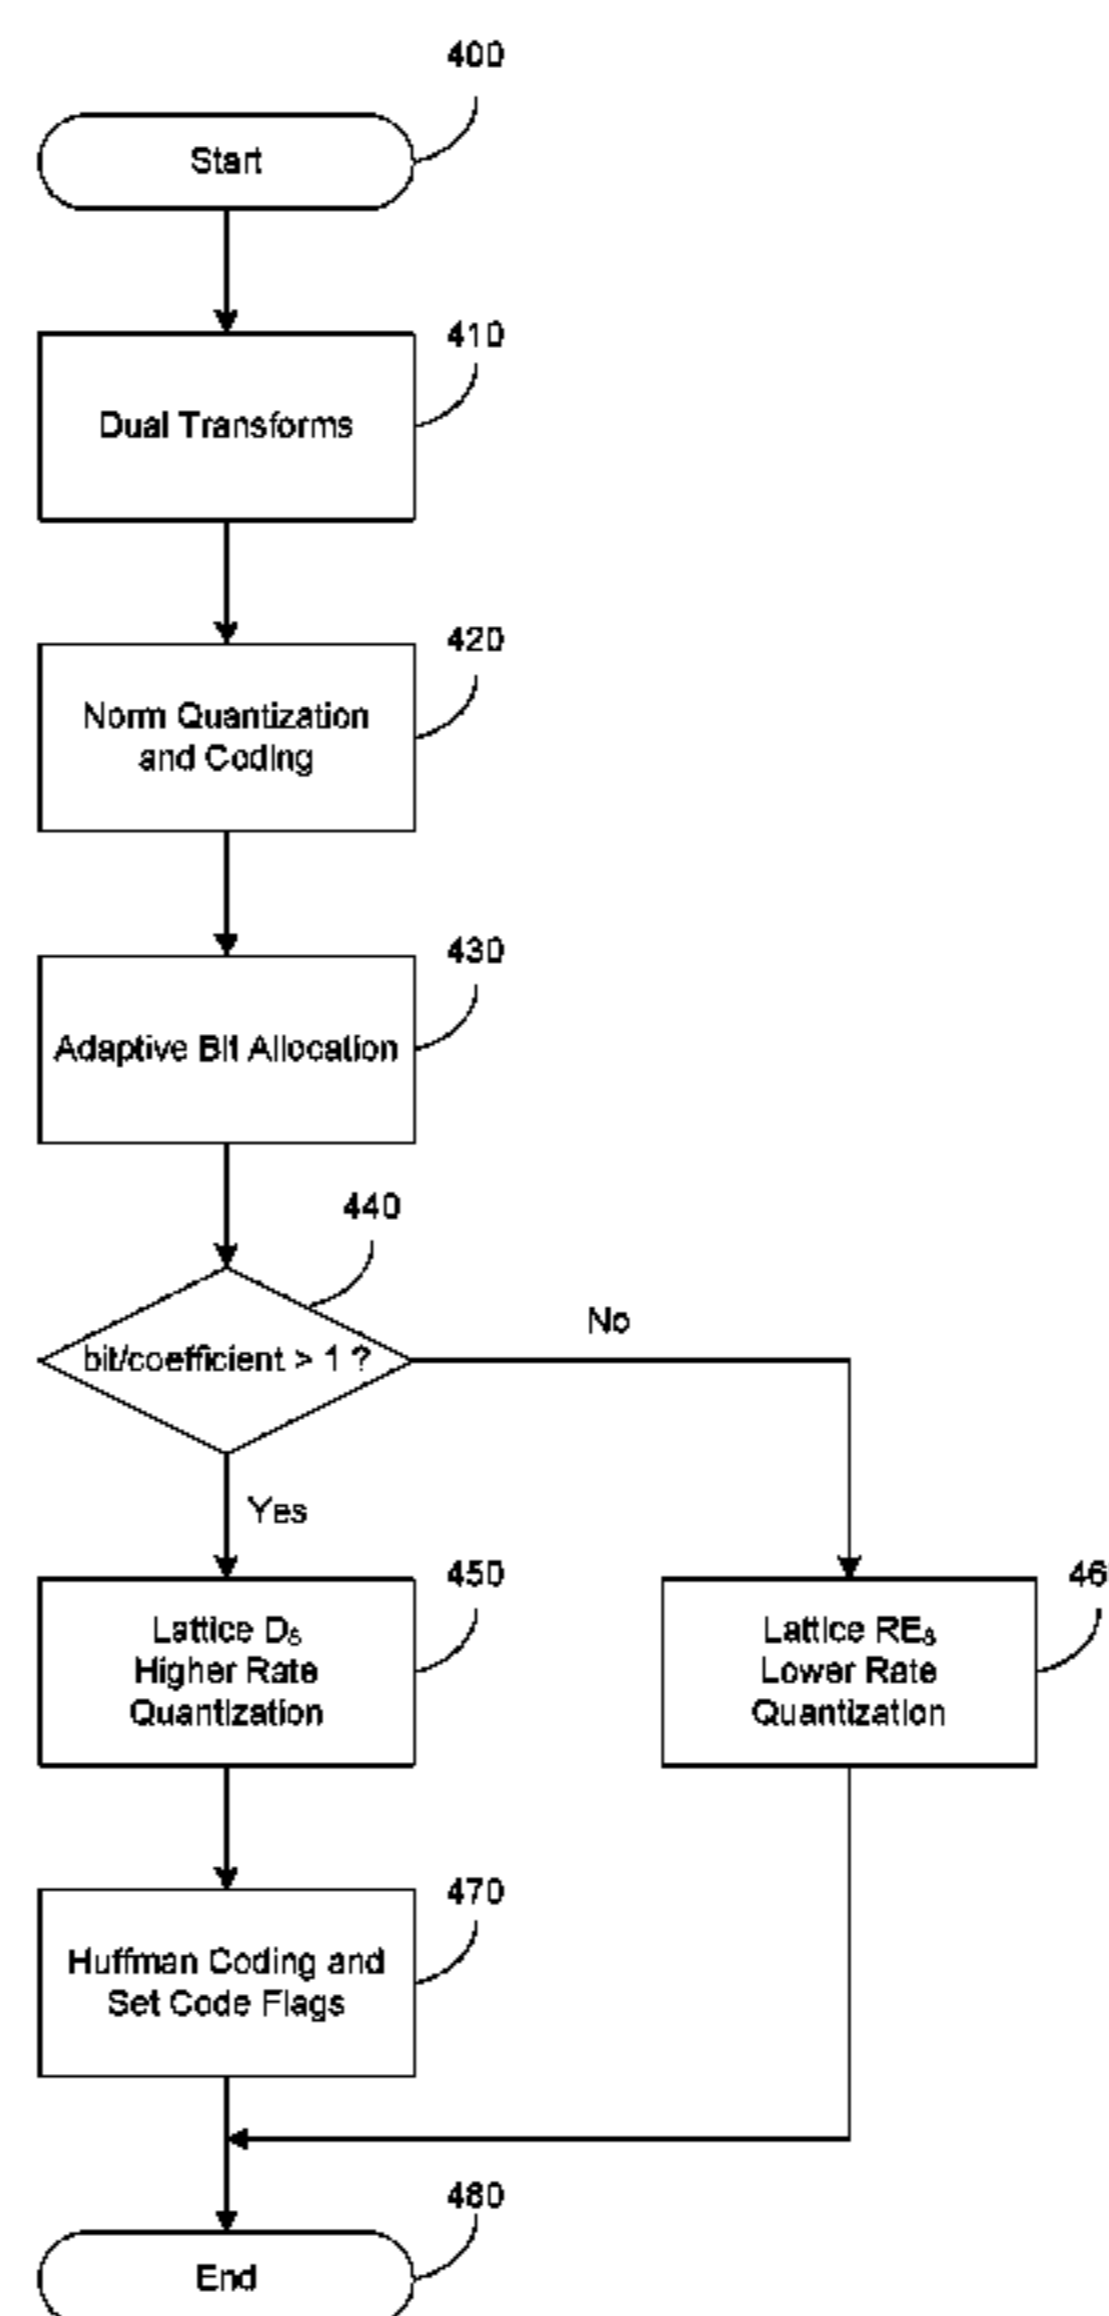 400
Start
410
Dual Transforms
420
Norm Quantization
and Coding
430
Adaptive Bit Allocation
440
bit/coefficient > 1 ?
No
Yes
450
Lattice D₈
Higher Rate
Quantization
46
Lattice RE₈
Lower Rate
Quantization
470
Huffman Coding and
Set Code Flags
480
End